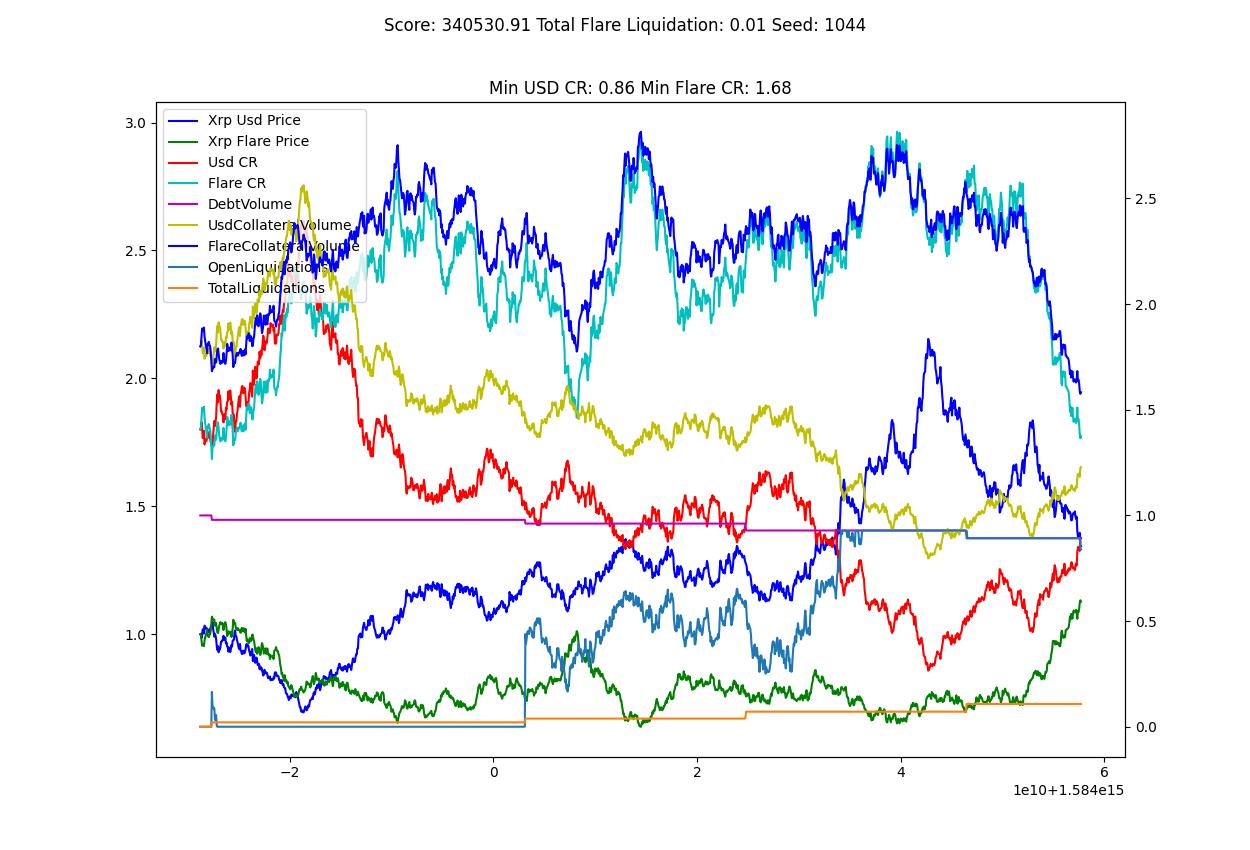 Score: 340530.91 Total Flare Liquidation: 0.01 Seed: 1044
Min USD CR: 0.86 Min Flare CR: 1.68
Xrp Usd Price
Xrp Flare Price
Usd CR
Flare CR
DebtVolume
UsdCollateralVolume
FlareCollateralVolume
OpenLiquidations
TotalLiquidations
3.0
2.5
2.0
1.5
1.0
2.5
2.0
1.5
1.0
0.5
0.0
−2 0 2 4 6
1e10+1.584e15